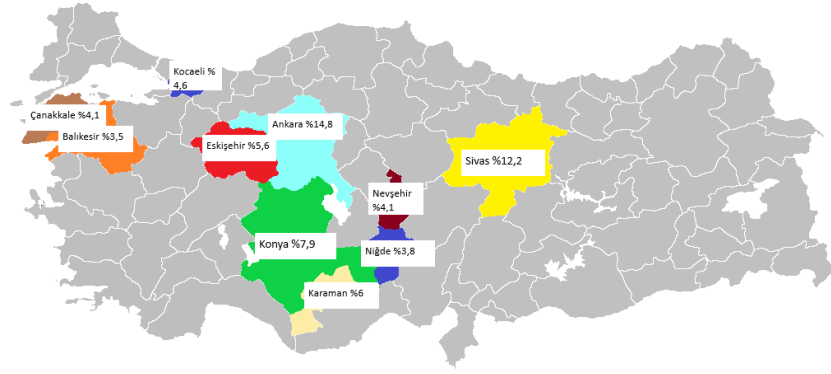 Kocaeli %
4,6
Çanakkale %4,1
Ankara %14,8
Balıkesir %3,5
Eskişehir %5,6
Sivas %12,2
Nevşehir
%4,1
Konya %7,9
Niğde %3,8
Karaman %6